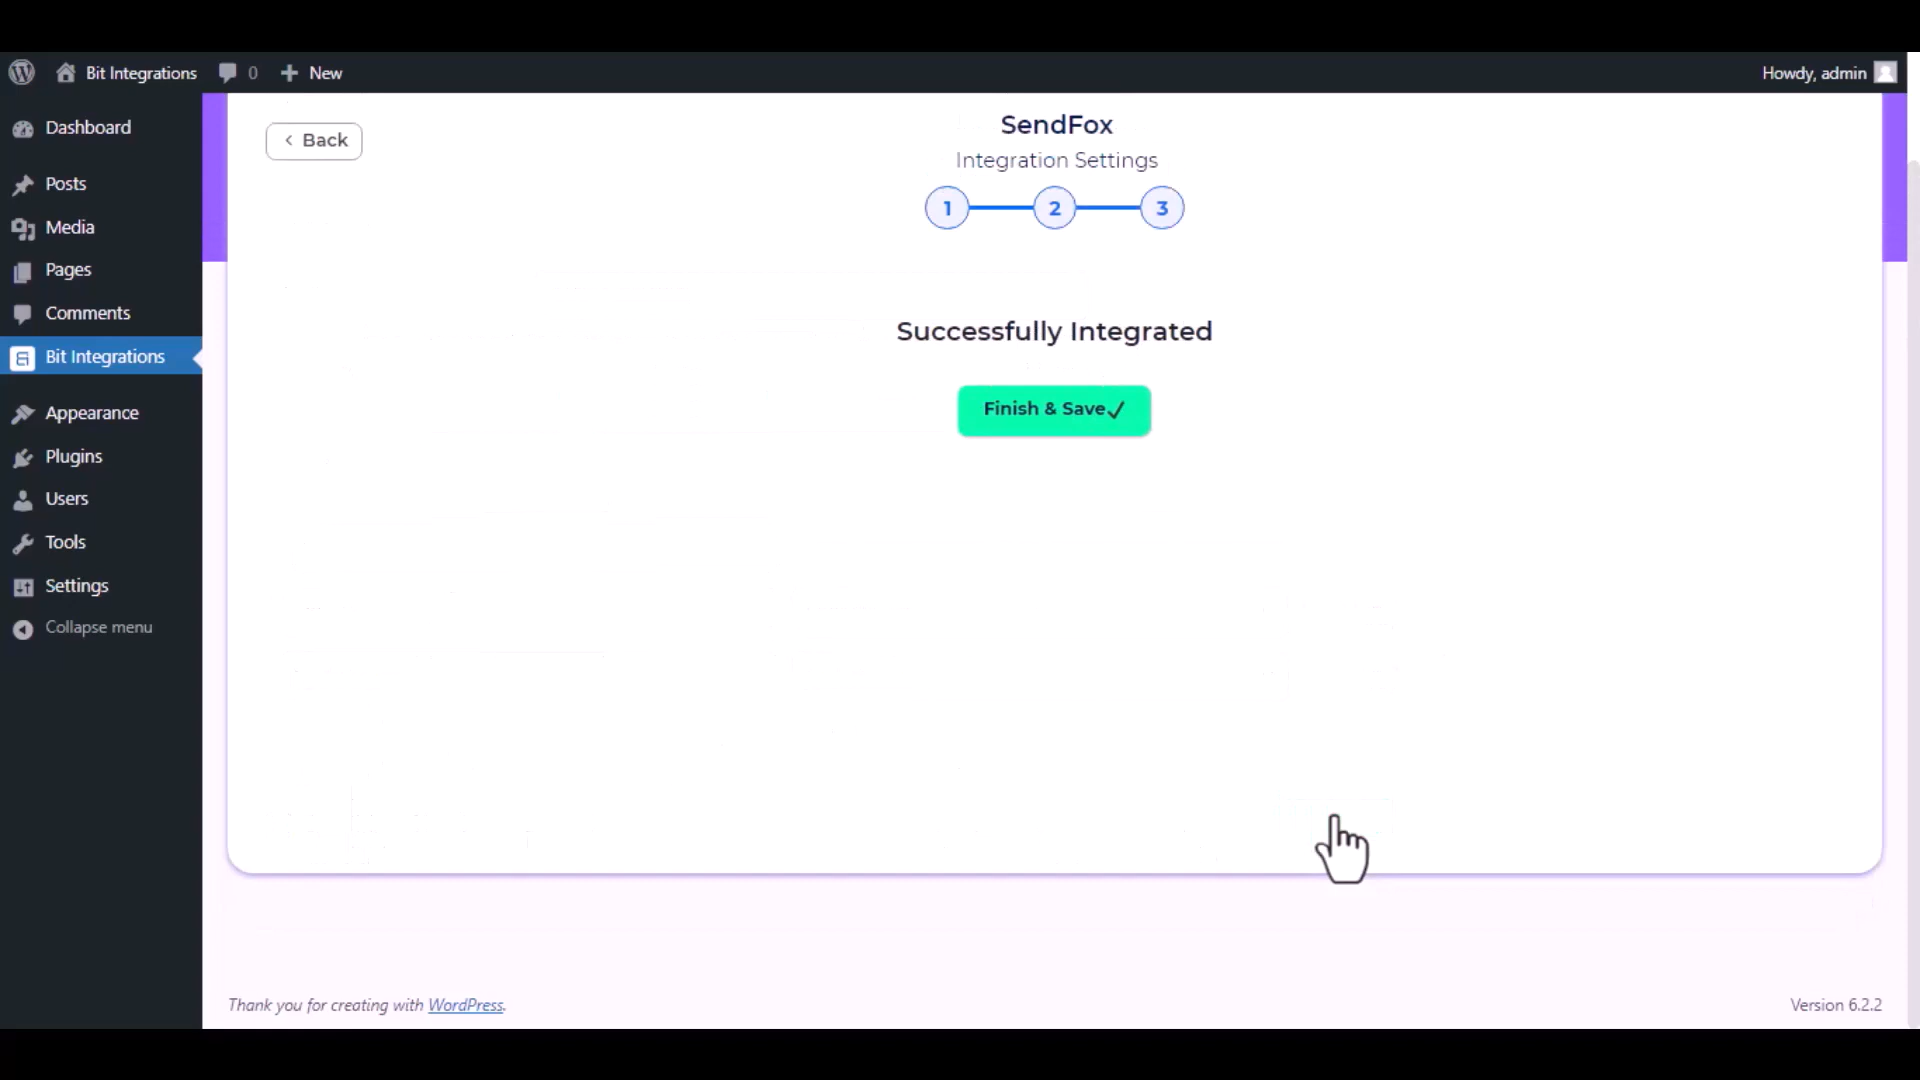 Bit Integrations
0
New
Howdy, admin
Dashboard
Posts
Media
Pages
Comments
Bit Integrations
Appearance
Plugins
Users
Tools
Settings
Collapse menu
< Back
SendFox
Integration Settings
1
2
3
Successfully Integrated
Finish & Save✓
Thank you for creating with WordPress.
Version 6.2.2